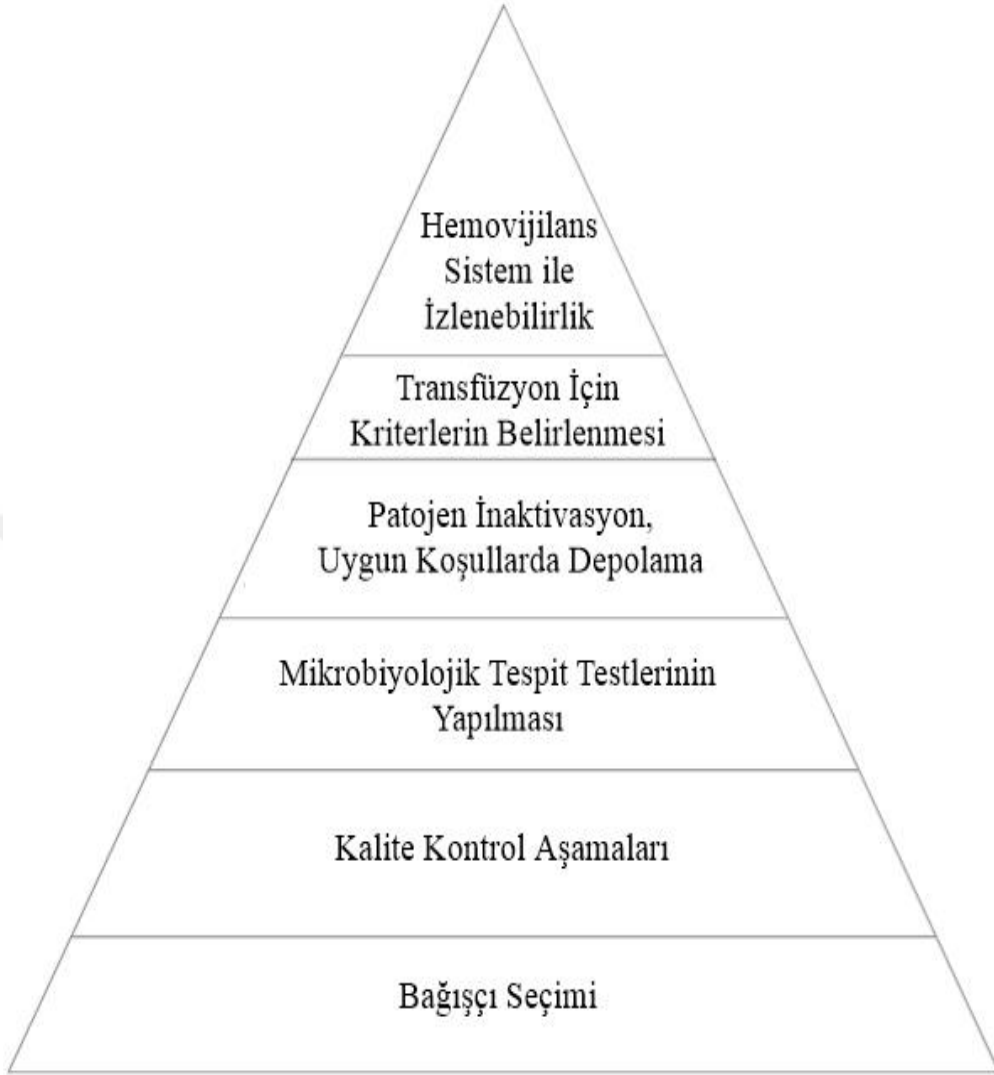 Hemovijilans
Sistem ile
İzlenebilirlik
Transfüzyon İçin
Kriterlerin Belirlenmesi
Patojen İnaktivasyon,
Uygun Koşullarda Depolama
Mikrobiyolojik Tespit Testlerinin
Yapılması
Kalite Kontrol Aşamaları
Bağışçı Seçimi